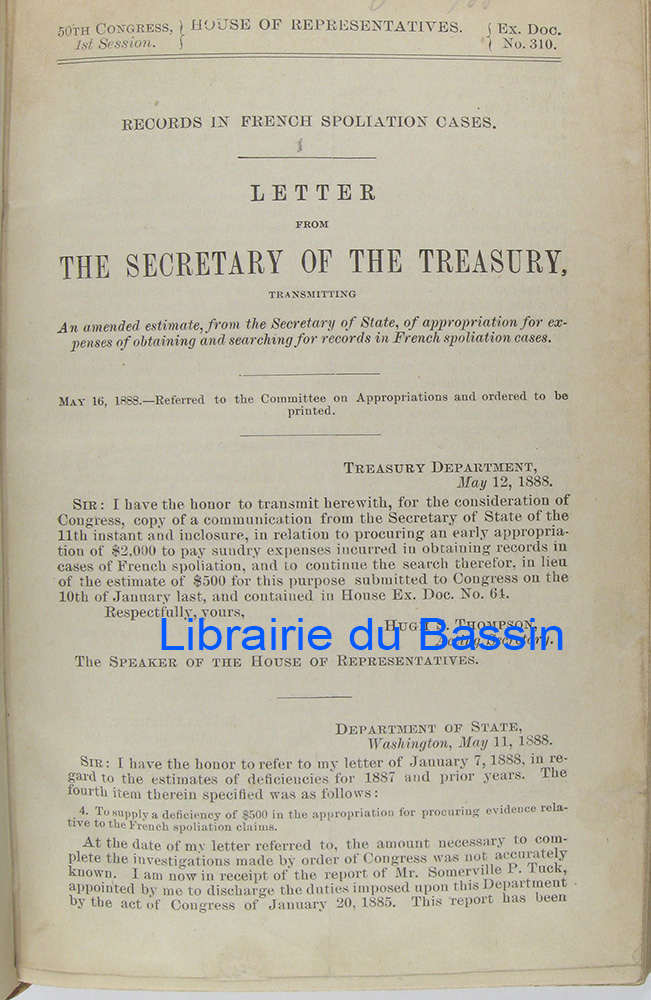 50TH CONGRESS, HOUSE OF REPRESENTATIVES. Ex. Doc.
1st Session. No. 310.
RECORDS IN FRENCH SPOLIATION CASES.
LETTER
FROM
THE SECRETARY OF THE TREASURY,
TRANSMITTING
An amended estimate, from the Secretary of State, of appropriation for ex-
penses of obtaining and searching for records in French spoliation cases.
MAY 16, 1888.—Referred to the Committee on Appropriations and ordered to be
printed.
TREASURY DEPARTMENT,
May 12, 1888.
SIR: I have the honor to transmit herewith, for the consideration of
Congress, copy of a communication from the Secretary of State of the
11th instant and inclosure, in relation to procuring an early appropria-
tion of $2,000 to pay sundry expenses incurred in obtaining records in
cases of French spoliation, and to continue the search therefor, in lieu
of the estimate of $500 for this purpose submitted to Congress on the
10th of January last, and contained in House Ex. Doc. No. 64.
Respectfully, yours,
HUGH S. THOMPSON,
Acting Secretary.
Librairie du Bassin
The SPEAKER OF THE HOUSE OF REPRESENTATIVES.
DEPARTMENT OF STATE,
Washington, May 11, 1888.
SIR: I have the honor to refer to my letter of January 7, 1888, in re-
gard to the estimates of deficiencies for 1887 and prior years. The
fourth item therein specified was as follows:
4. To supply a deficiency of $500 in the appropriation for procuring evidence rela-
tive to the French spoliation claims.
At the date of my letter referred to, the amount necessary to com-
plete the investigations made by order of Congress was not accurately
known. I am now in receipt of the report of Mr. Somerville P. Tuck,
appointed by me to discharge the duties imposed upon this Department
by the act of Congress of January 20, 1885. This report has been